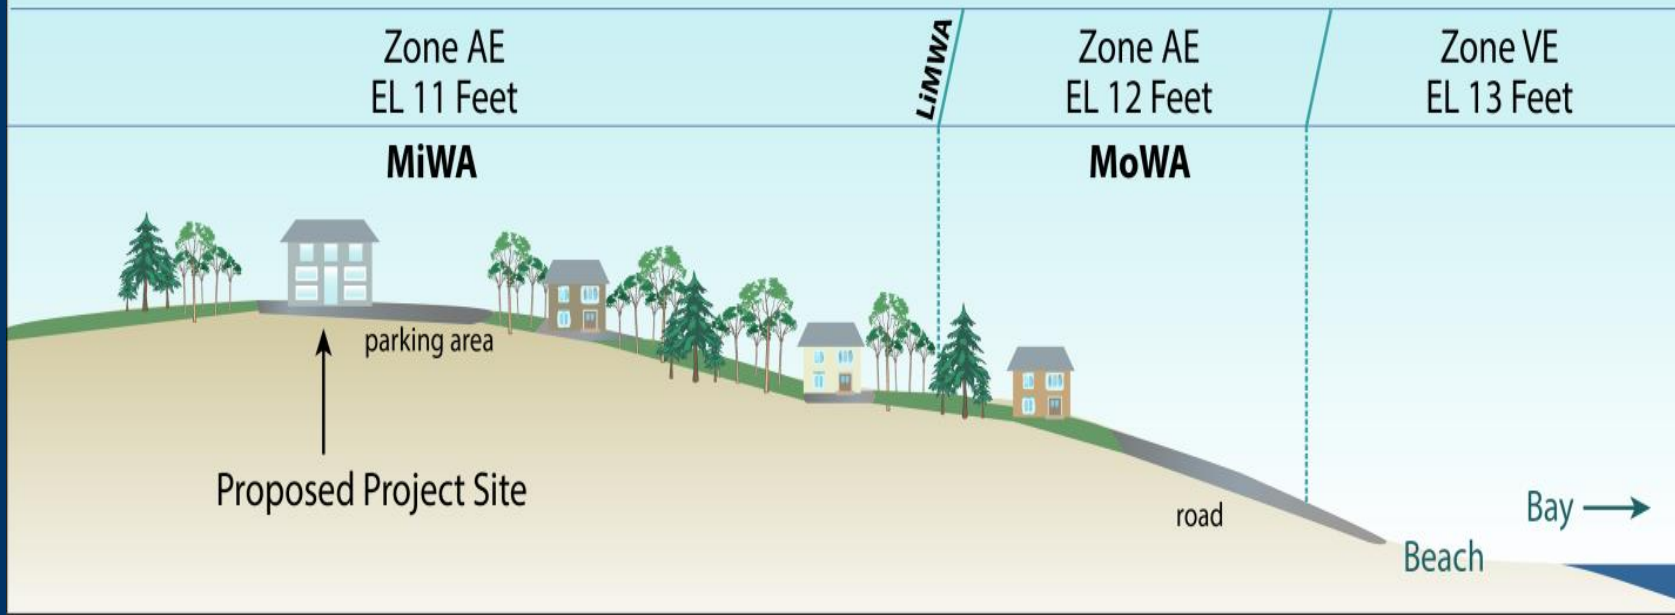 Zone AE
EL 11 Feet
LiMWA
Zone AE
EL 12 Feet
Zone VE
EL 13 Feet
MiWA
MoWA
parking area
Proposed Project Site
road
Bay
Beach